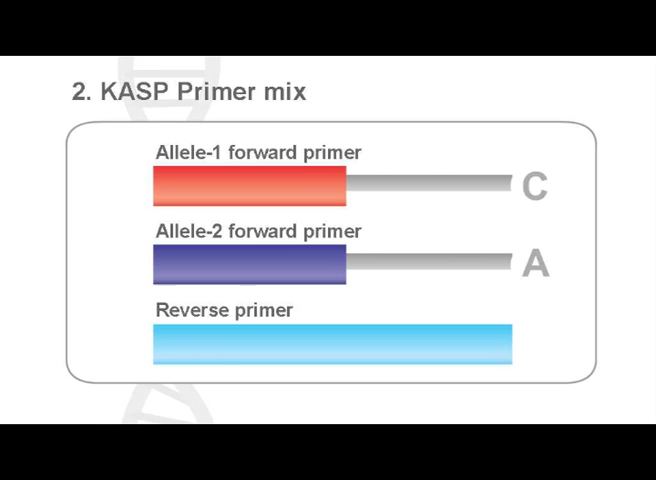 2. KASP Primer mix
Allele-1 forward primer
C
Allele-2 forward primer
A
Reverse primer